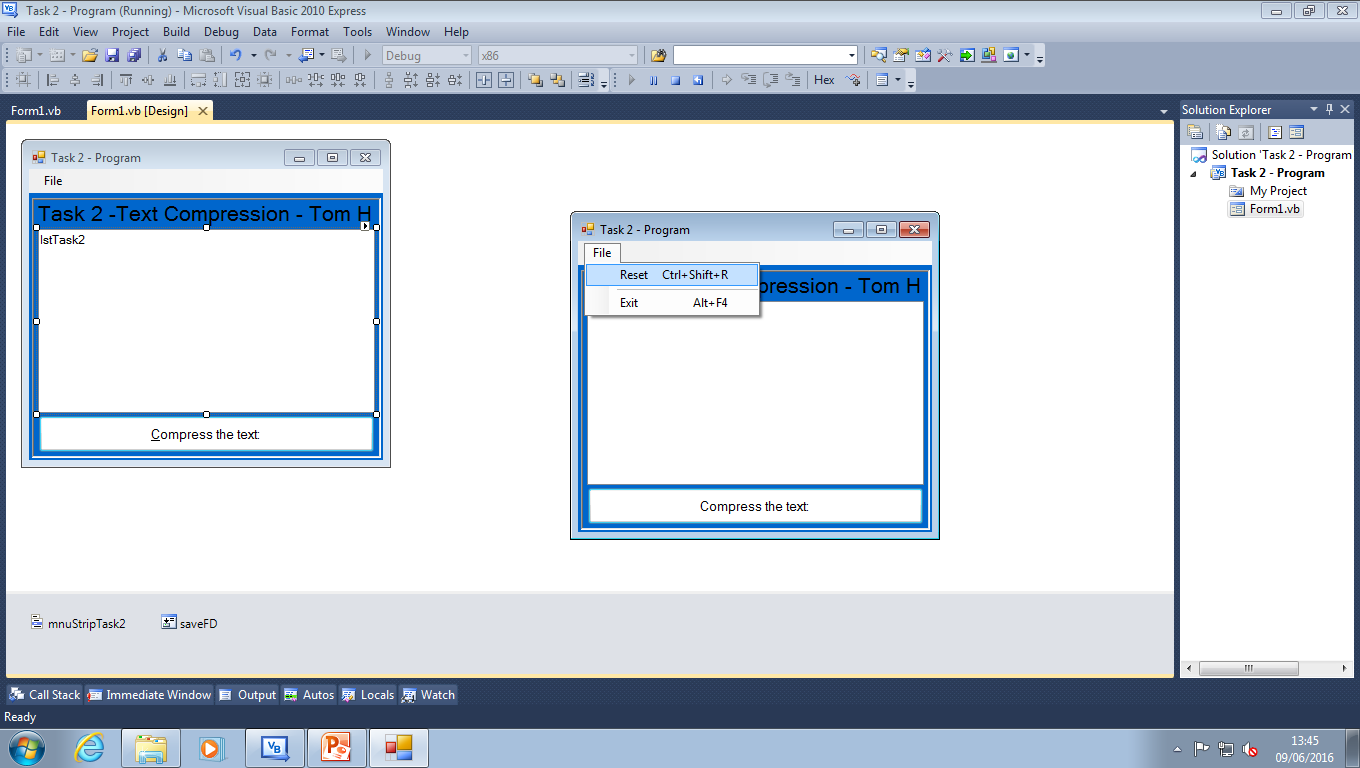 Task 2 - Program (Running) - Microsoft Visual Basic 2010 Express
File Edit View Project Build Debug Data Format Tools Window Help
Debug x86
Hex
Form1.vb Form1.vb [Design]
Task 2 - Program
File
Task 2 -Text Compression - Tom H
lstTask2
Compress the text:
Task 2 - Program
File
Reset Ctrl+Shift+R
Exit Alt+F4
pression - Tom H
Compress the text:
mnuStripTask2 saveFD
Solution Explorer
Solution 'Task 2 - Program
Task 2 - Program
My Project
Form1.vb
Call Stack Immediate Window Output Autos Locals Watch
Ready
13:45
09/06/2016